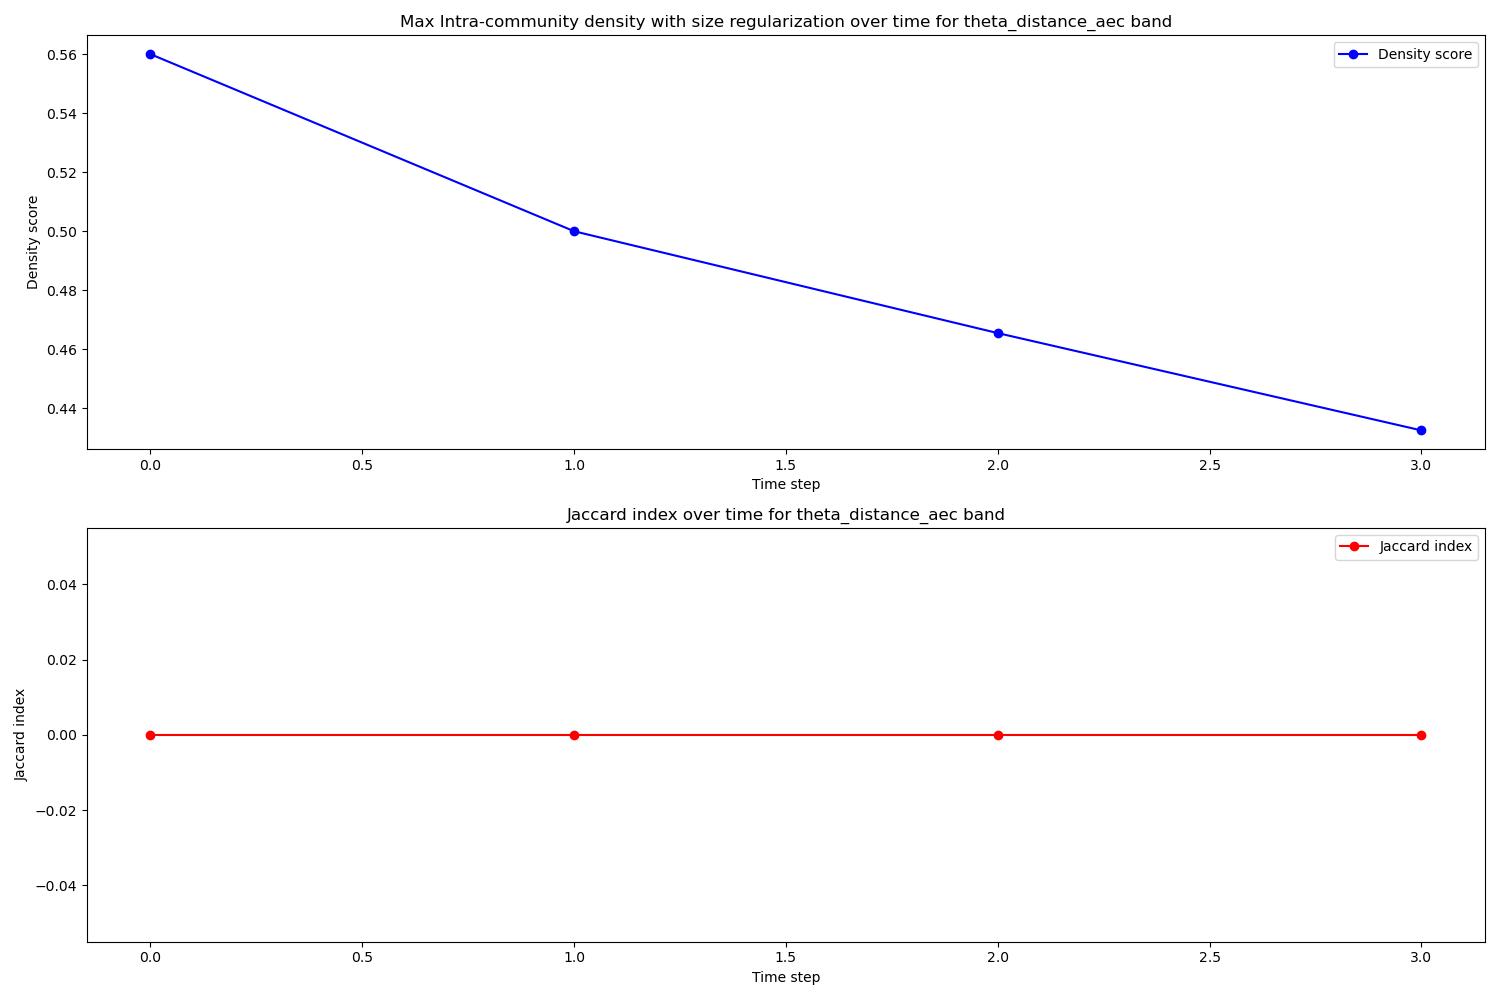 Max Intra-community density with size regularization over time for theta_distance_aec band
Density score
Density score
0.56
0.54
0.52
0.50
0.48
0.46
0.44
0.0 0.5 1.0 1.5 2.0 2.5 3.0
Time step
Jaccard index over time for theta_distance_aec band
Jaccard index
Jaccard index
0.04
0.02
0.00
−0.02
−0.04
0.0 0.5 1.0 1.5 2.0 2.5 3.0
Time step